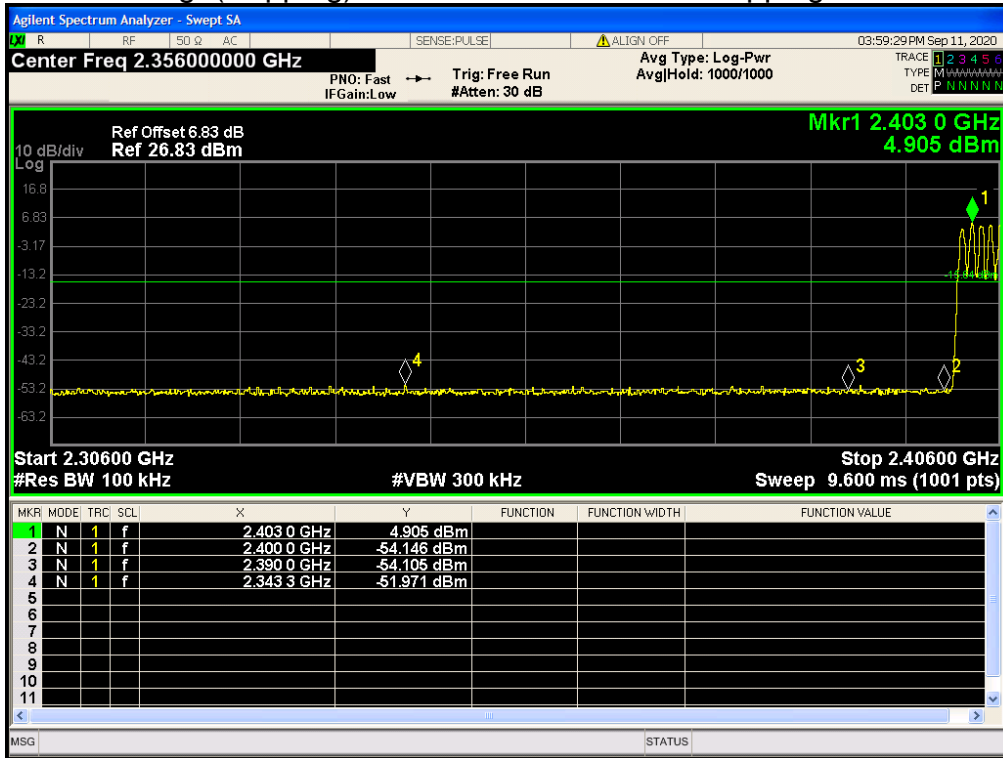 Agilent Spectrum Analyzer - Swept SA
LXI R RF 50 Ω AC SENSE:PULSE ALIGN OFF 03:59:29 PM Sep 11, 2020
Center Freq 2.356000000 GHz
PNO: Fast
IFGain:Low
Trig: Free Run
#Atten: 30 dB
Avg Type: Log-Pwr
Avg|Hold: 1000/1000
TRACE 1 2 3 4 5 6
TYPE M
DET P N N N N N
Mkr1 2.403 0 GHz
4.905 dBm
Ref Offset 6.83 dB
10 dB/div Ref 26.83 dBm
Log
16.8
6.83
-3.17
-13.2
-23.2
-33.2
-43.2
-53.2
-63.2
1
4
3
2
Start 2.30600 GHz Stop 2.40600 GHz
#Res BW 100 kHz #VBW 300 kHz Sweep 9.600 ms (1001 pts)
MKR MODE TRC SCL X Y FUNCTION FUNCTION WIDTH FUNCTION VALUE
1 N 1 f 2.403 0 GHz 4.905 dBm
2 N 1 f 2.400 0 GHz -54.146 dBm
3 N 1 f 2.390 0 GHz -54.105 dBm
4 N 1 f 2.343 3 GHz -51.971 dBm
5
6
7
8
9
10
11
MSG STATUS